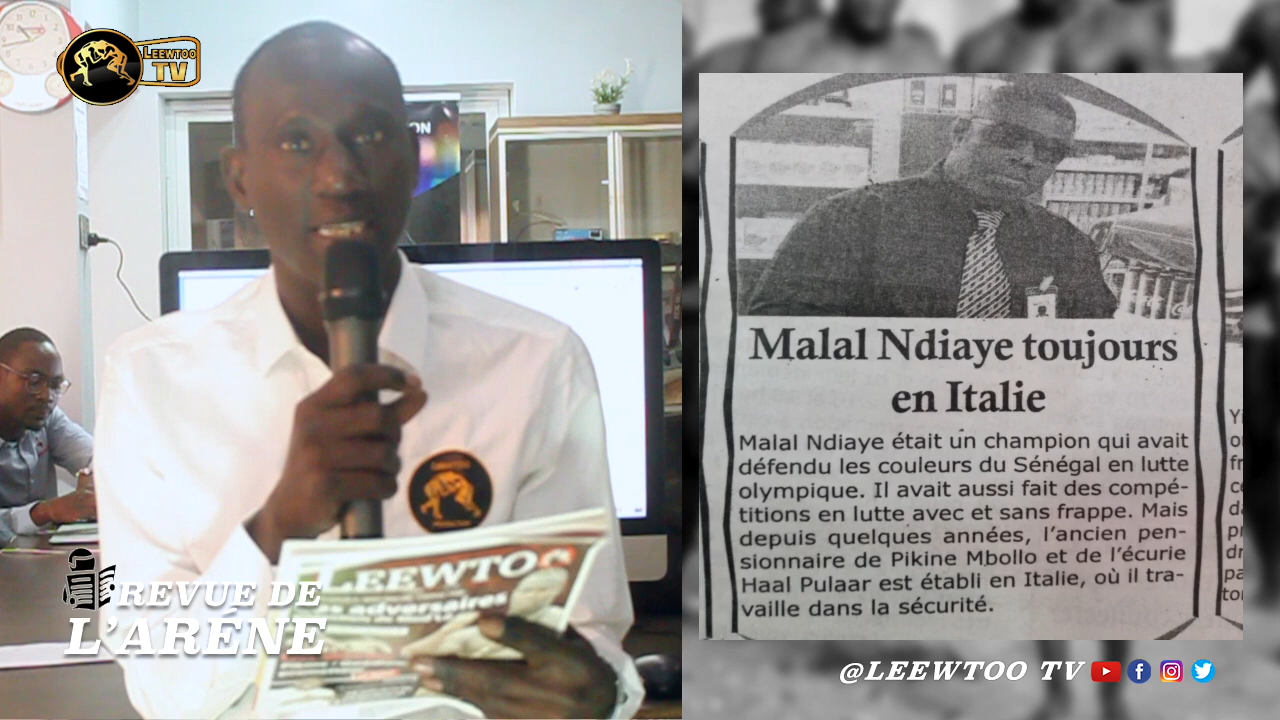 LEEWTOO
TV
ON
LEEWTOO
adversaires
REVUE DE
L'ARÉNE
Malal Ndiaye toujours
en Italie
Malal Ndiaye était un champion qui avait
défendu les couleurs du Sénégal en lutte
olympique. Il avait aussi fait des compé-
titions en lutte avec et sans frappe. Mais
depuis quelques années, l'ancien pen-
sionnaire de Pikine Mbollo et de l'écurie
Haal Pulaar est établi en Italie, où il tra-
vaille dans la sécurité.
@LEEWTOO TV